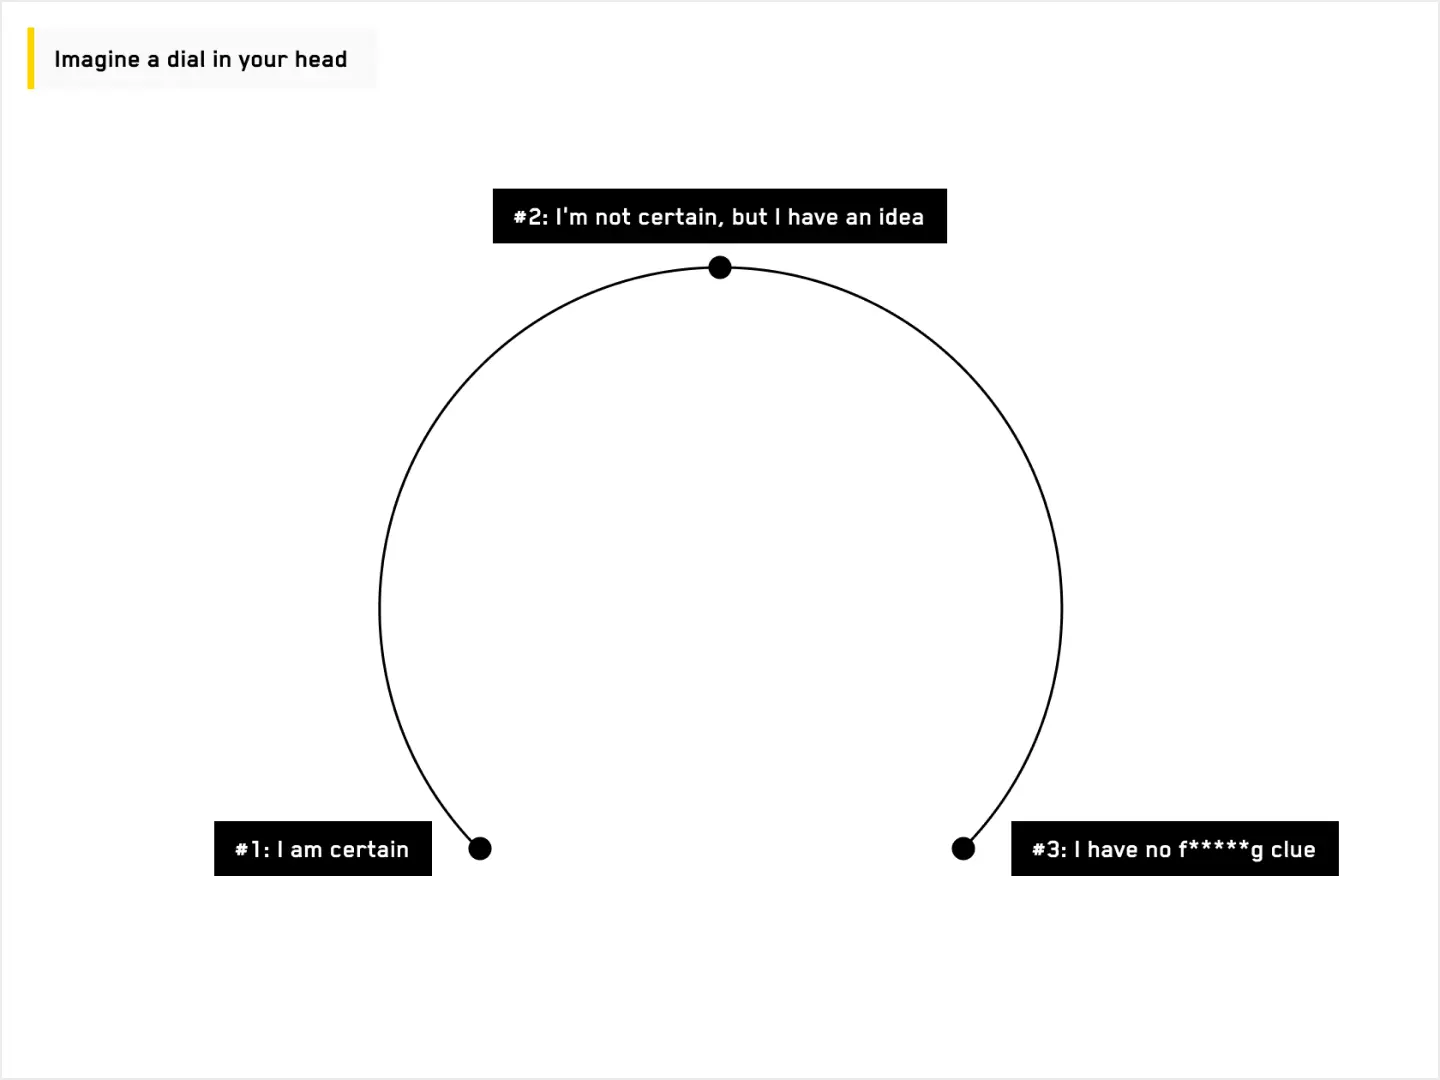 Imagine a dial in your head
#2: I'm not certain, but I have an idea
#1: I am certain
#3: I have no f*****g clue